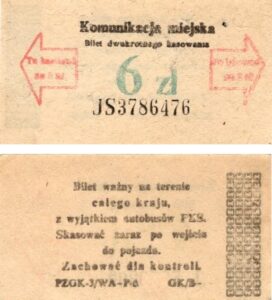 Komunikacja miejska
Bilet dwukrotnego kasowania
6 zł
JS3786476
Bilet ważny na terenie
całego kraju,
z wyjątkiem autobusów PKS.
Skasować zaraz po wejściu
do pojazdu.
Zachować dla kontroli.
PZGK-3/WA-P-6 GK/B-